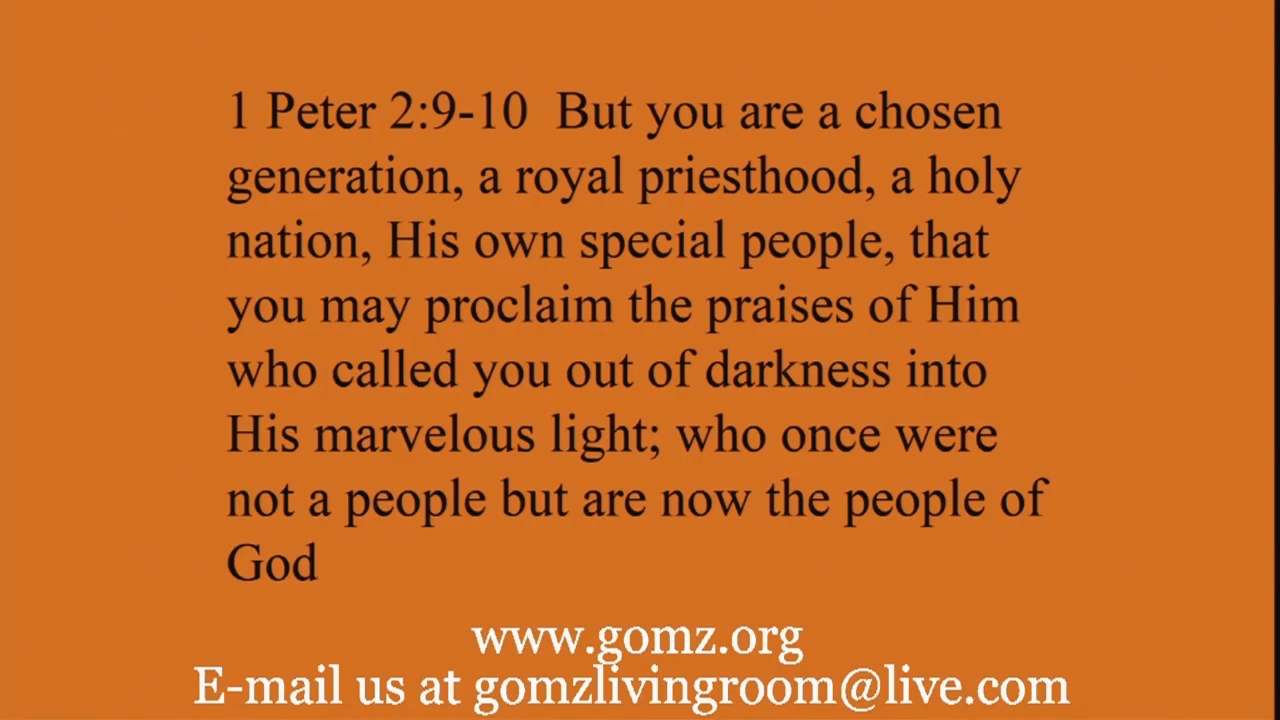 1 Peter 2:9-10  But you are a chosen
generation, a royal priesthood, a holy
nation, His own special people, that
you may proclaim the praises of Him
who called you out of darkness into
His marvelous light; who once were
not a people but are now the people of
God
www.gomz.org
E-mail us at gomzlivingroom@live.com